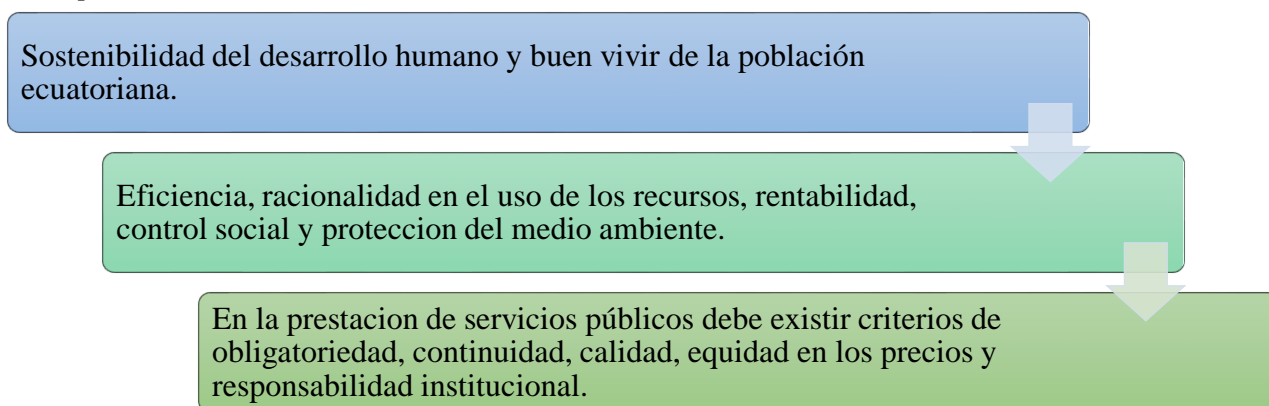 Sostenibilidad del desarrollo humano y buen vivir de la población
ecuatoriana.
Eficiencia, racionalidad en el uso de los recursos, rentabilidad,
control social y proteccion del medio ambiente.
En la prestacion de servicios públicos debe existir criterios de
obligatoriedad, continuidad, calidad, equidad en los precios y
responsabilidad institucional.